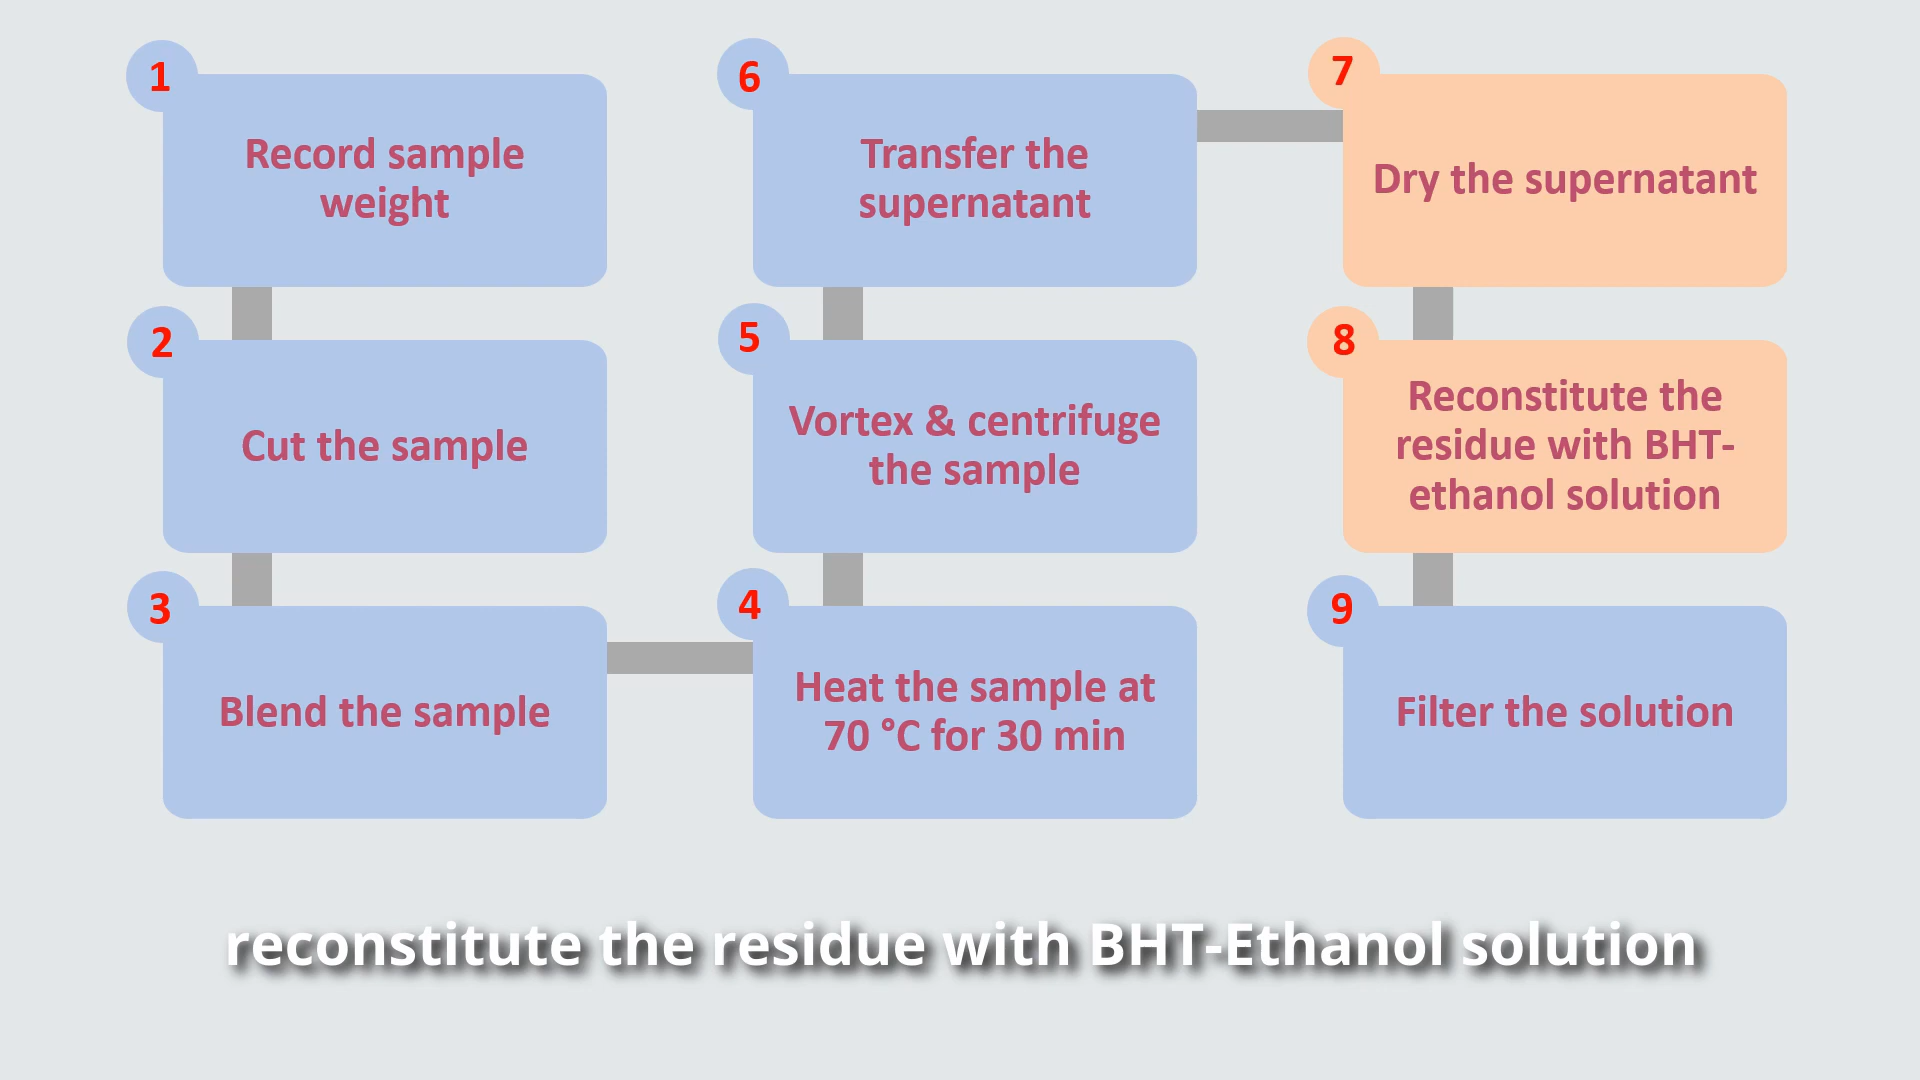 1
Record sample
weight
2
Cut the sample
3
Blend the sample
4
Heat the sample at
70 °C for 30 min
5
Vortex & centrifuge
the sample
6
Transfer the
supernatant
7
Dry the supernatant
8
Reconstitute the
residue with BHT-
ethanol solution
9
Filter the solution
reconstitute the residue with BHT-Ethanol solution